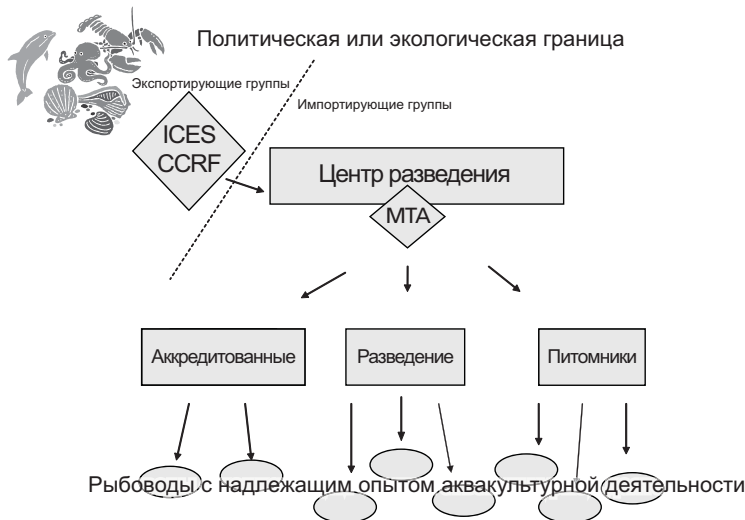 Политическая или экологическая граница
Экспортирующие группы
Импортирующие группы
ICES
CCRF
Центр разведения
MTA
Аккредитованные
Разведение
Питомники
Рыбоводы с надлежащим опытом аквакультурной деятельности